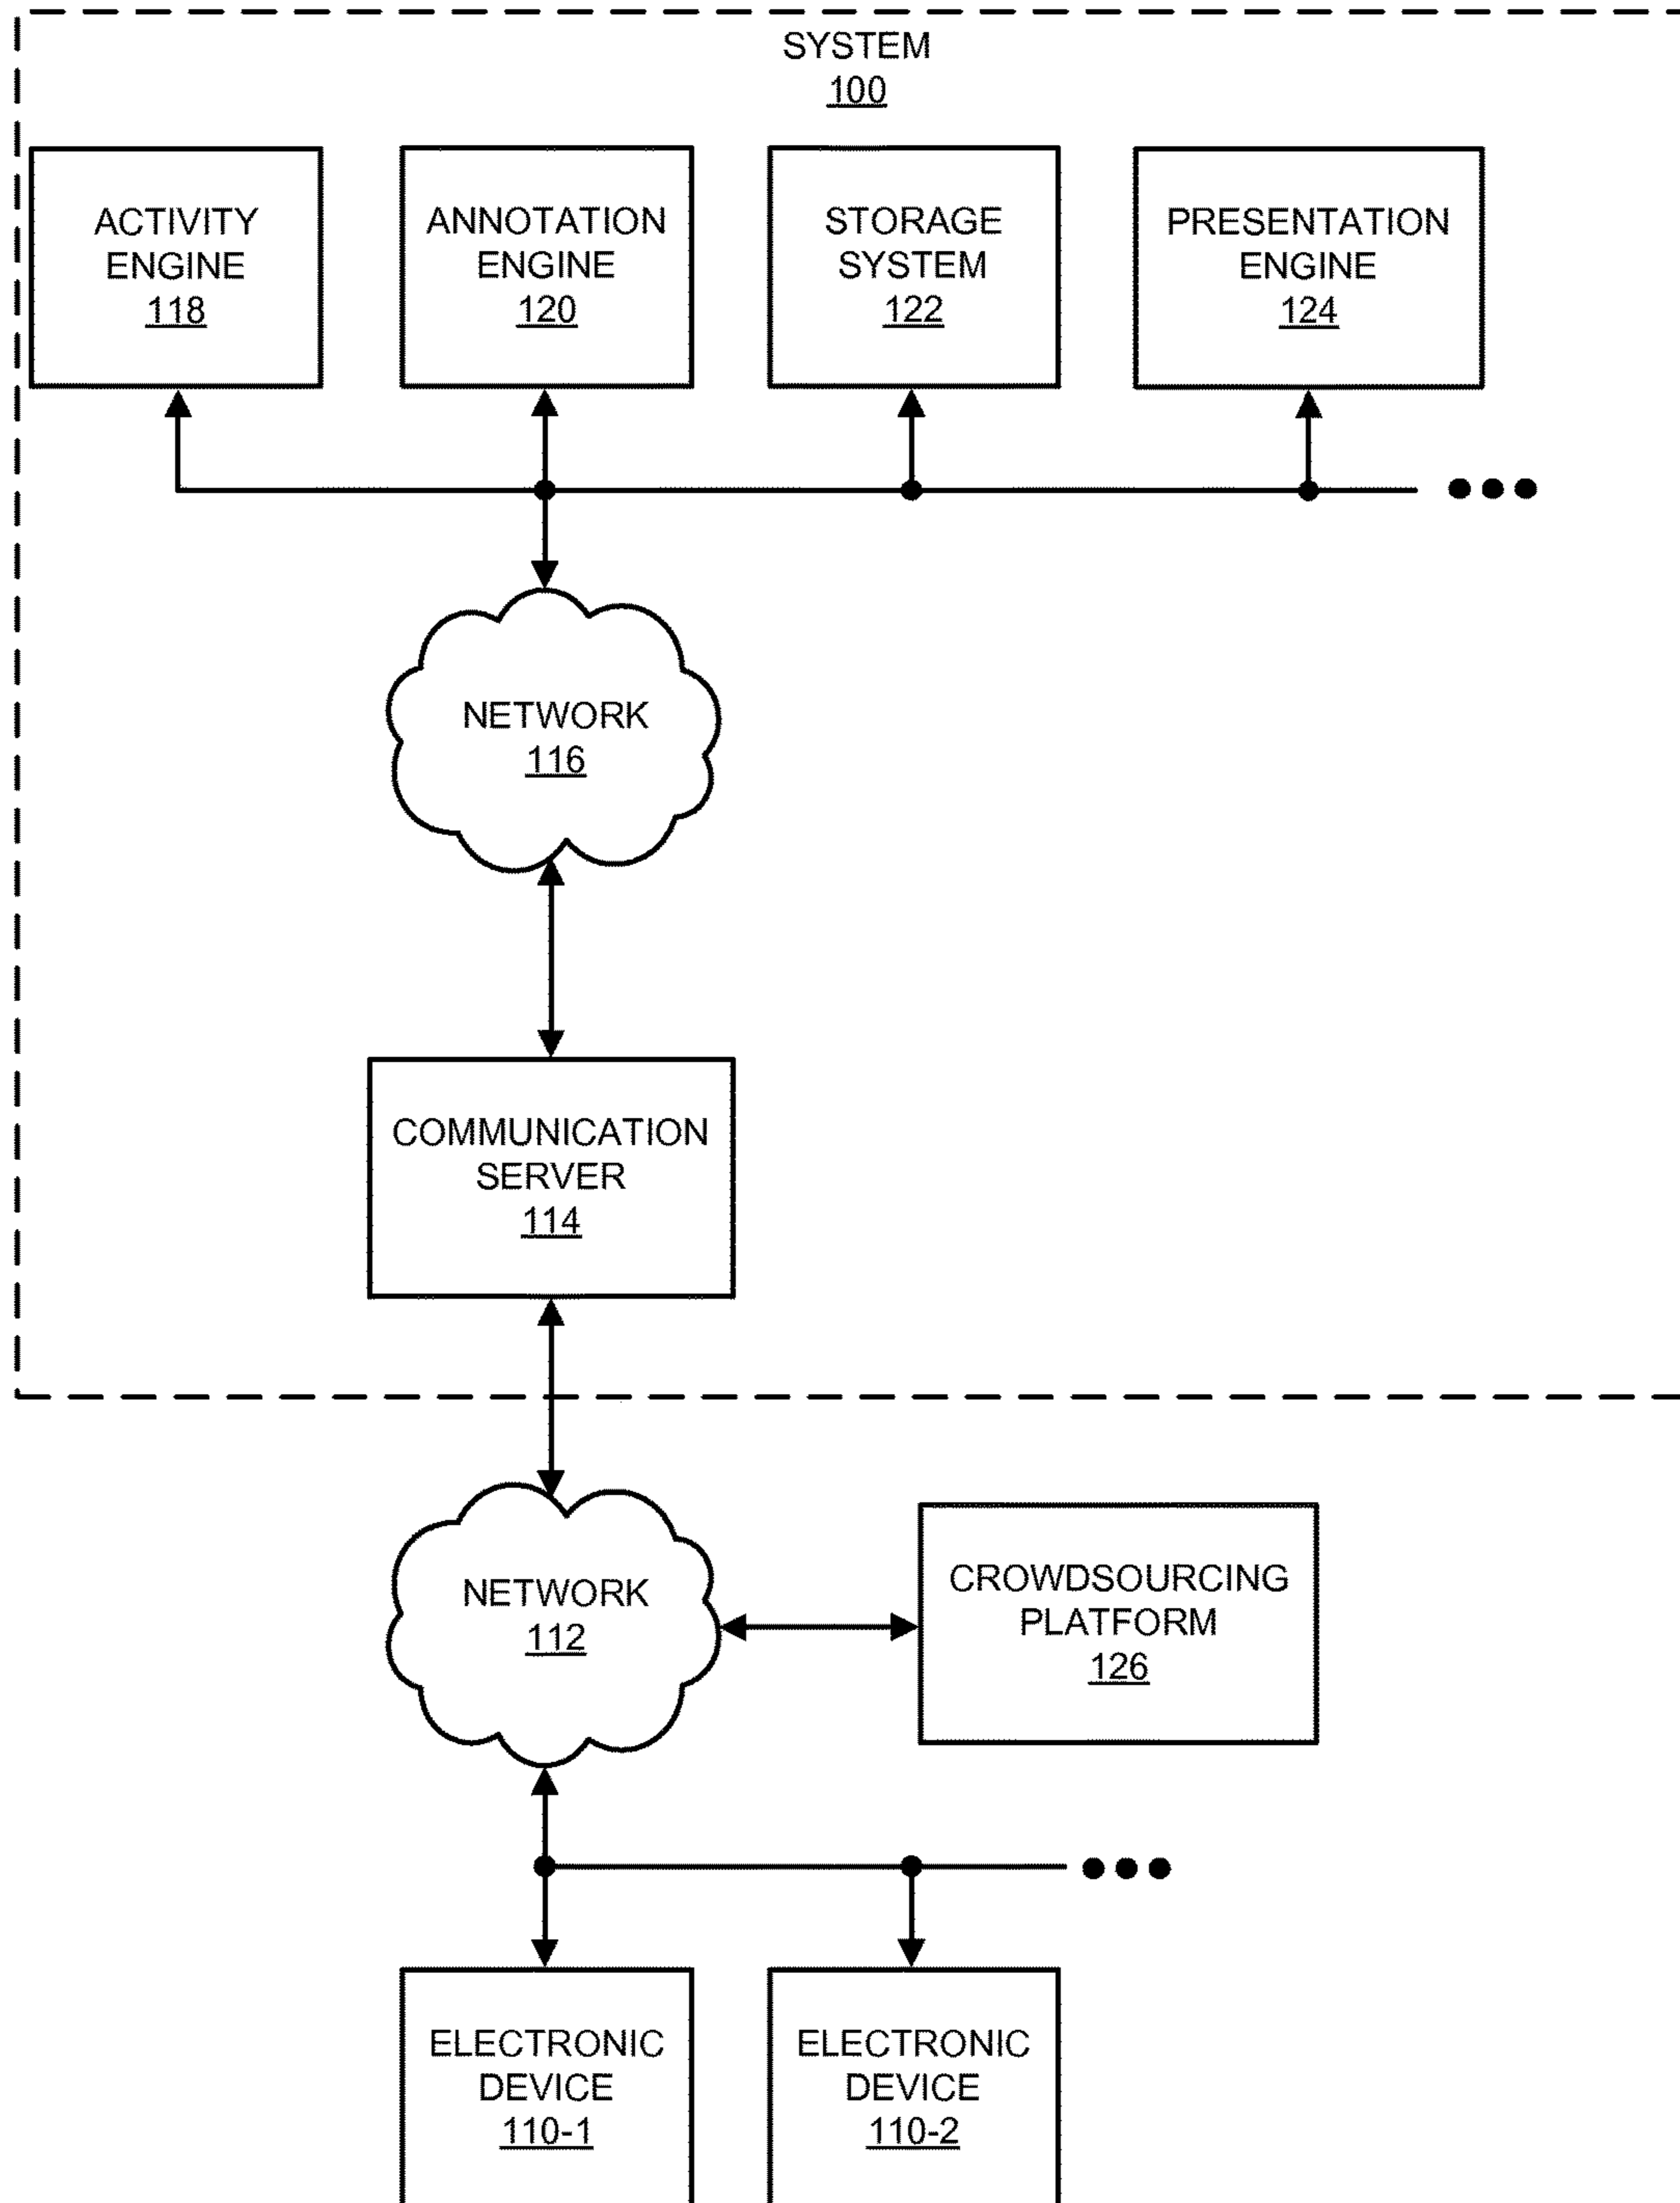 SYSTEM
100
ACTIVITY
ENGINE
118
ANNOTATION
ENGINE
120
STORAGE
SYSTEM
122
PRESENTATION
ENGINE
124
NETWORK
116
COMMUNICATION
SERVER
114
NETWORK
112
CROWDSOURCING
PLATFORM
126
ELECTRONIC
DEVICE
110-1
ELECTRONIC
DEVICE
110-2